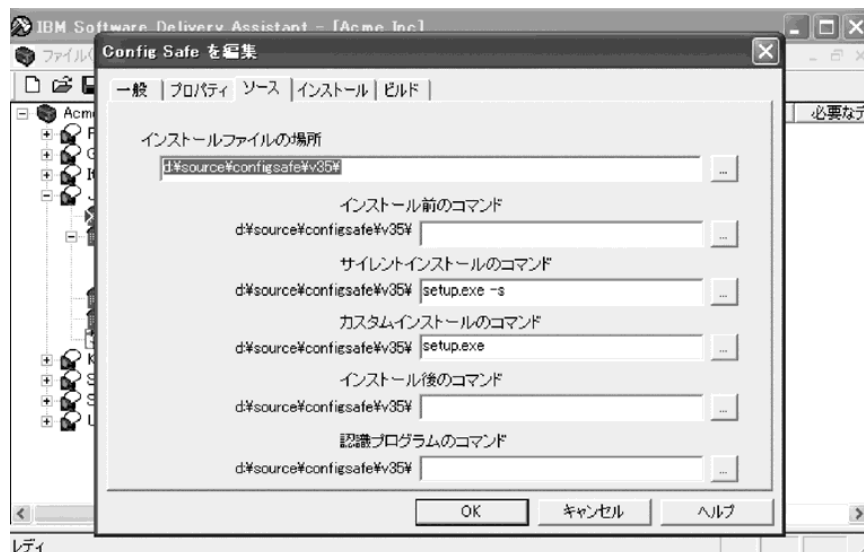 IBM Software Delivery Assistant - [Acme Inc]
ファイル(
Config Safe を編集
一般 プロパティ ソース インストール ビルド
Acm
必要なデ
インストールファイルの場所
d:¥source¥configsafe¥v35¥ ...
インストール前のコマンド
d:¥source¥configsafe¥v35¥ ...
サイレントインストールのコマンド
d:¥source¥configsafe¥v35¥ setup.exe -s ...
カスタムインストールのコマンド
d:¥source¥configsafe¥v35¥ setup.exe ...
インストール後のコマンド
d:¥source¥configsafe¥v35¥ ...
認識プログラムのコマンド
d:¥source¥configsafe¥v35¥ ...
OK キャンセル ヘルプ
レディ